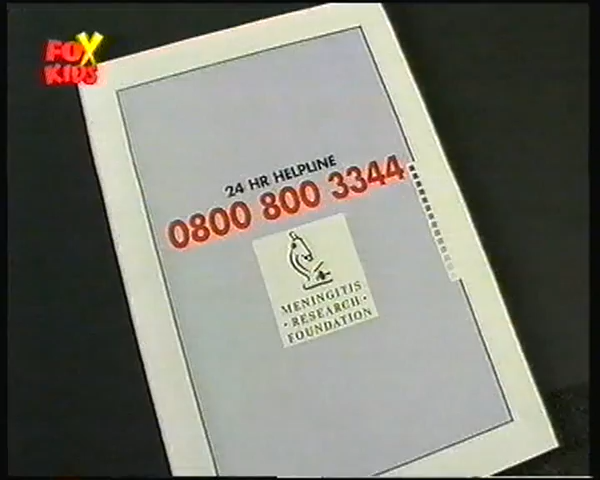 FOX
KIDS
24 HR HELPLINE
0800 800 3344
MENINGITIS
· RESEARCH ·
FOUNDATION